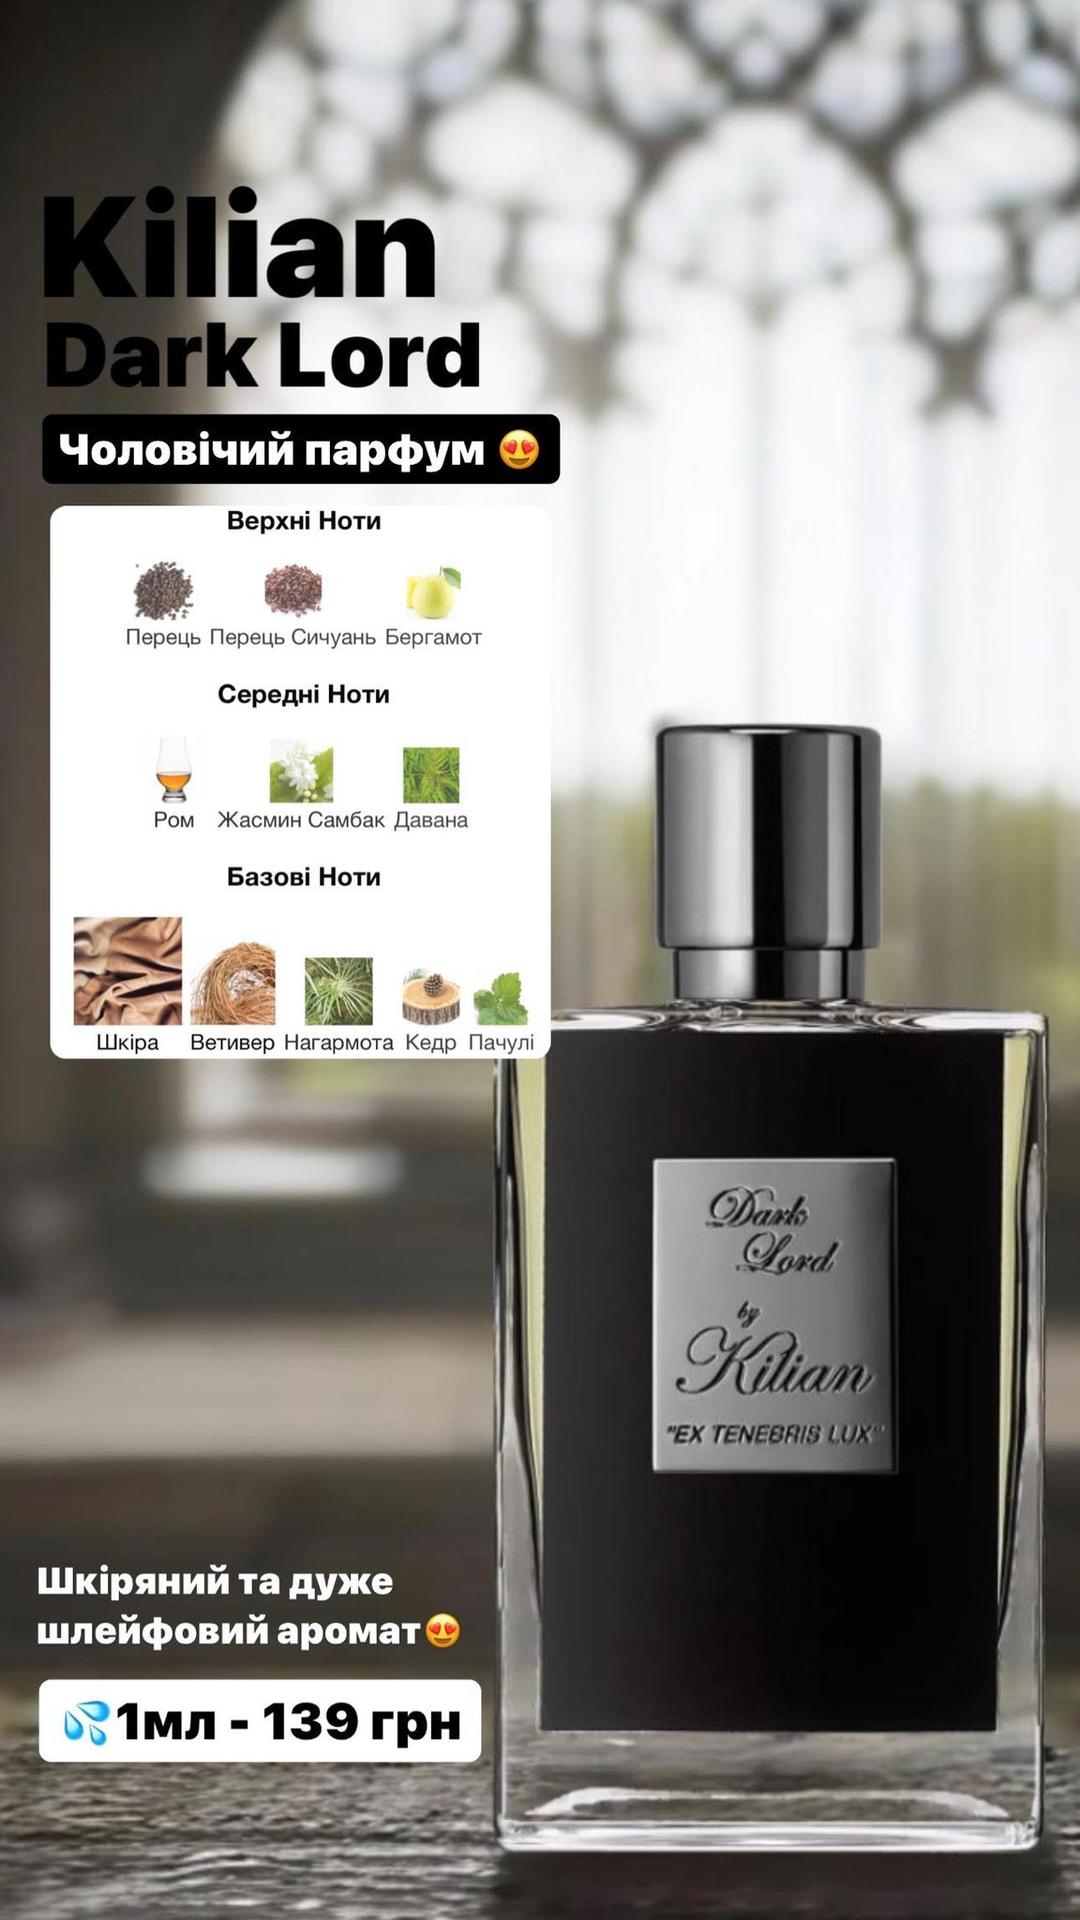 Kilian
Dark Lord
Чоловічий парфум 😍
Верхні Ноти
Перець Перець Сичуань Бергамот
Середні Ноти
Ром Жасмин Самбак Давана
Базові Ноти
Шкіра Ветивер Нагармота Кедр Пачулі
Dark
Lord
by
Kilian
"EX TENEBRIS LUX"
Шкіряний та дуже
шлейфовий аромат😍
💦1мл - 139 грн